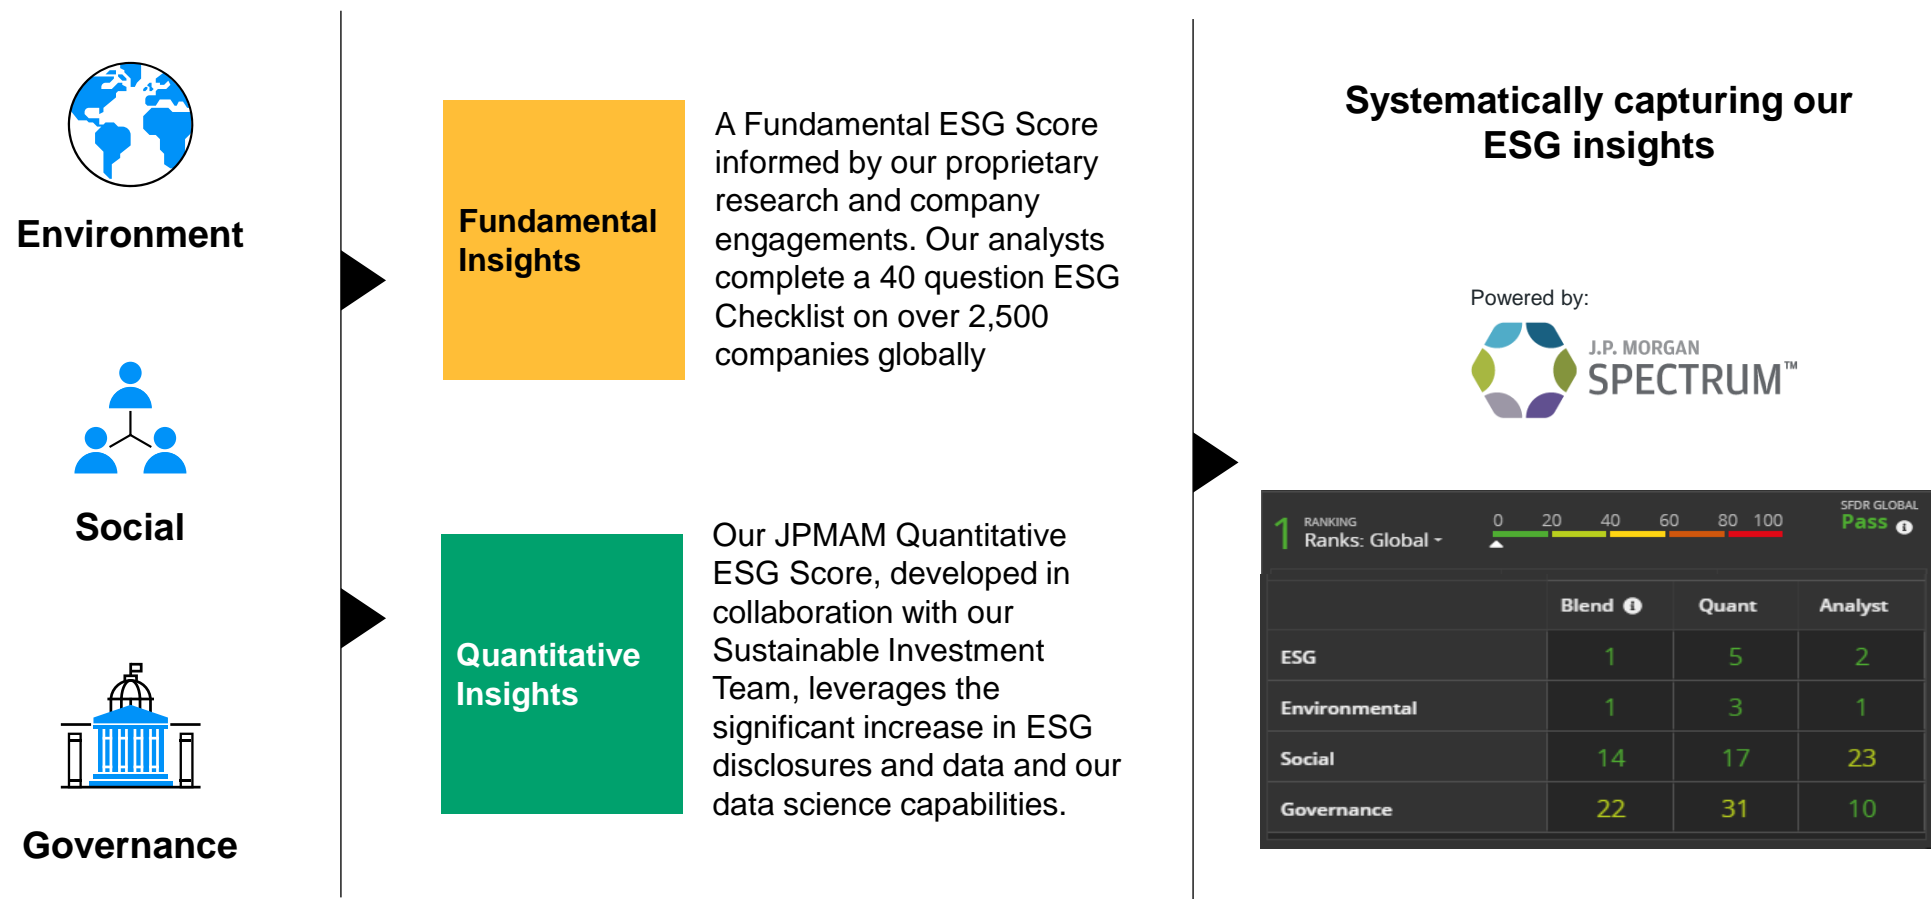 Environment
Social
Governance
Fundamental
Insights
A Fundamental ESG Score
informed by our proprietary
research and company
engagements. Our analysts
complete a 40 question ESG
Checklist on over 2,500
companies globally
Quantitative
Insights
Our JPMAM Quantitative
ESG Score, developed in
collaboration with our
Sustainable Investment
Team, leverages the
significant increase in ESG
disclosures and data and our
data science capabilities.
Systematically capturing our
ESG insights
Powered by:
J.P. MORGAN
SPECTRUM™
1 RANKING
Ranks: Global
0 20 40 60 80 100
SFDR GLOBAL
Pass
Blend Quant Analyst
ESG 1 5 2
Environmental 1 3 1
Social 14 17 23
Governance 22 31 10